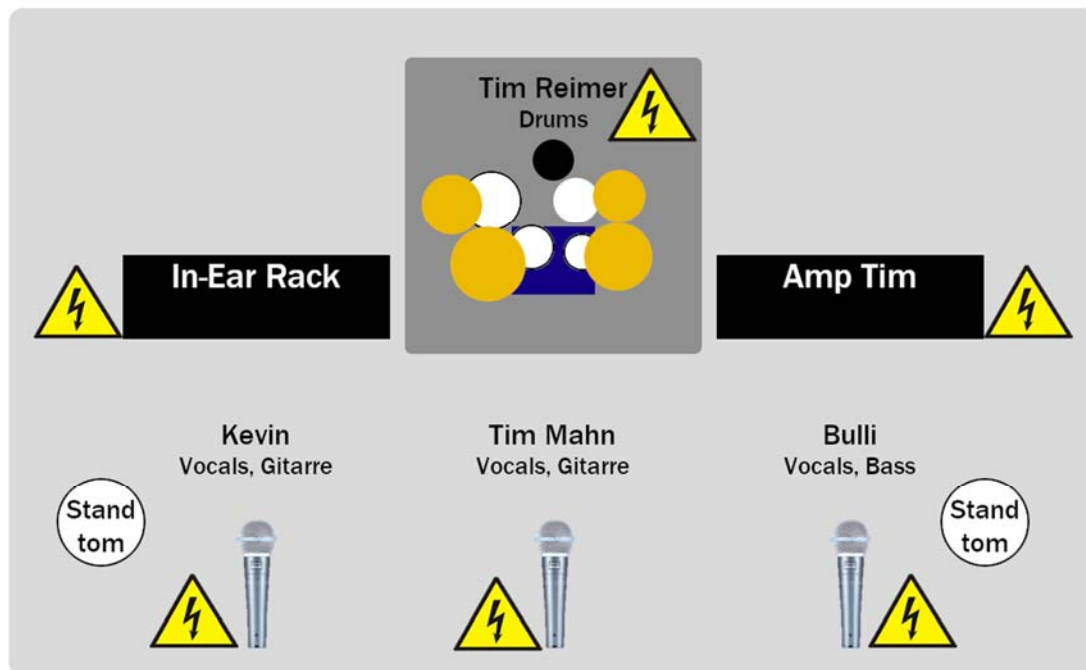 Tim Reimer
Drums
In-Ear Rack
Amp Tim
Kevin
Vocals, Gitarre
Tim Mahn
Vocals, Gitarre
Bulli
Vocals, Bass
Stand
tom
Stand
tom